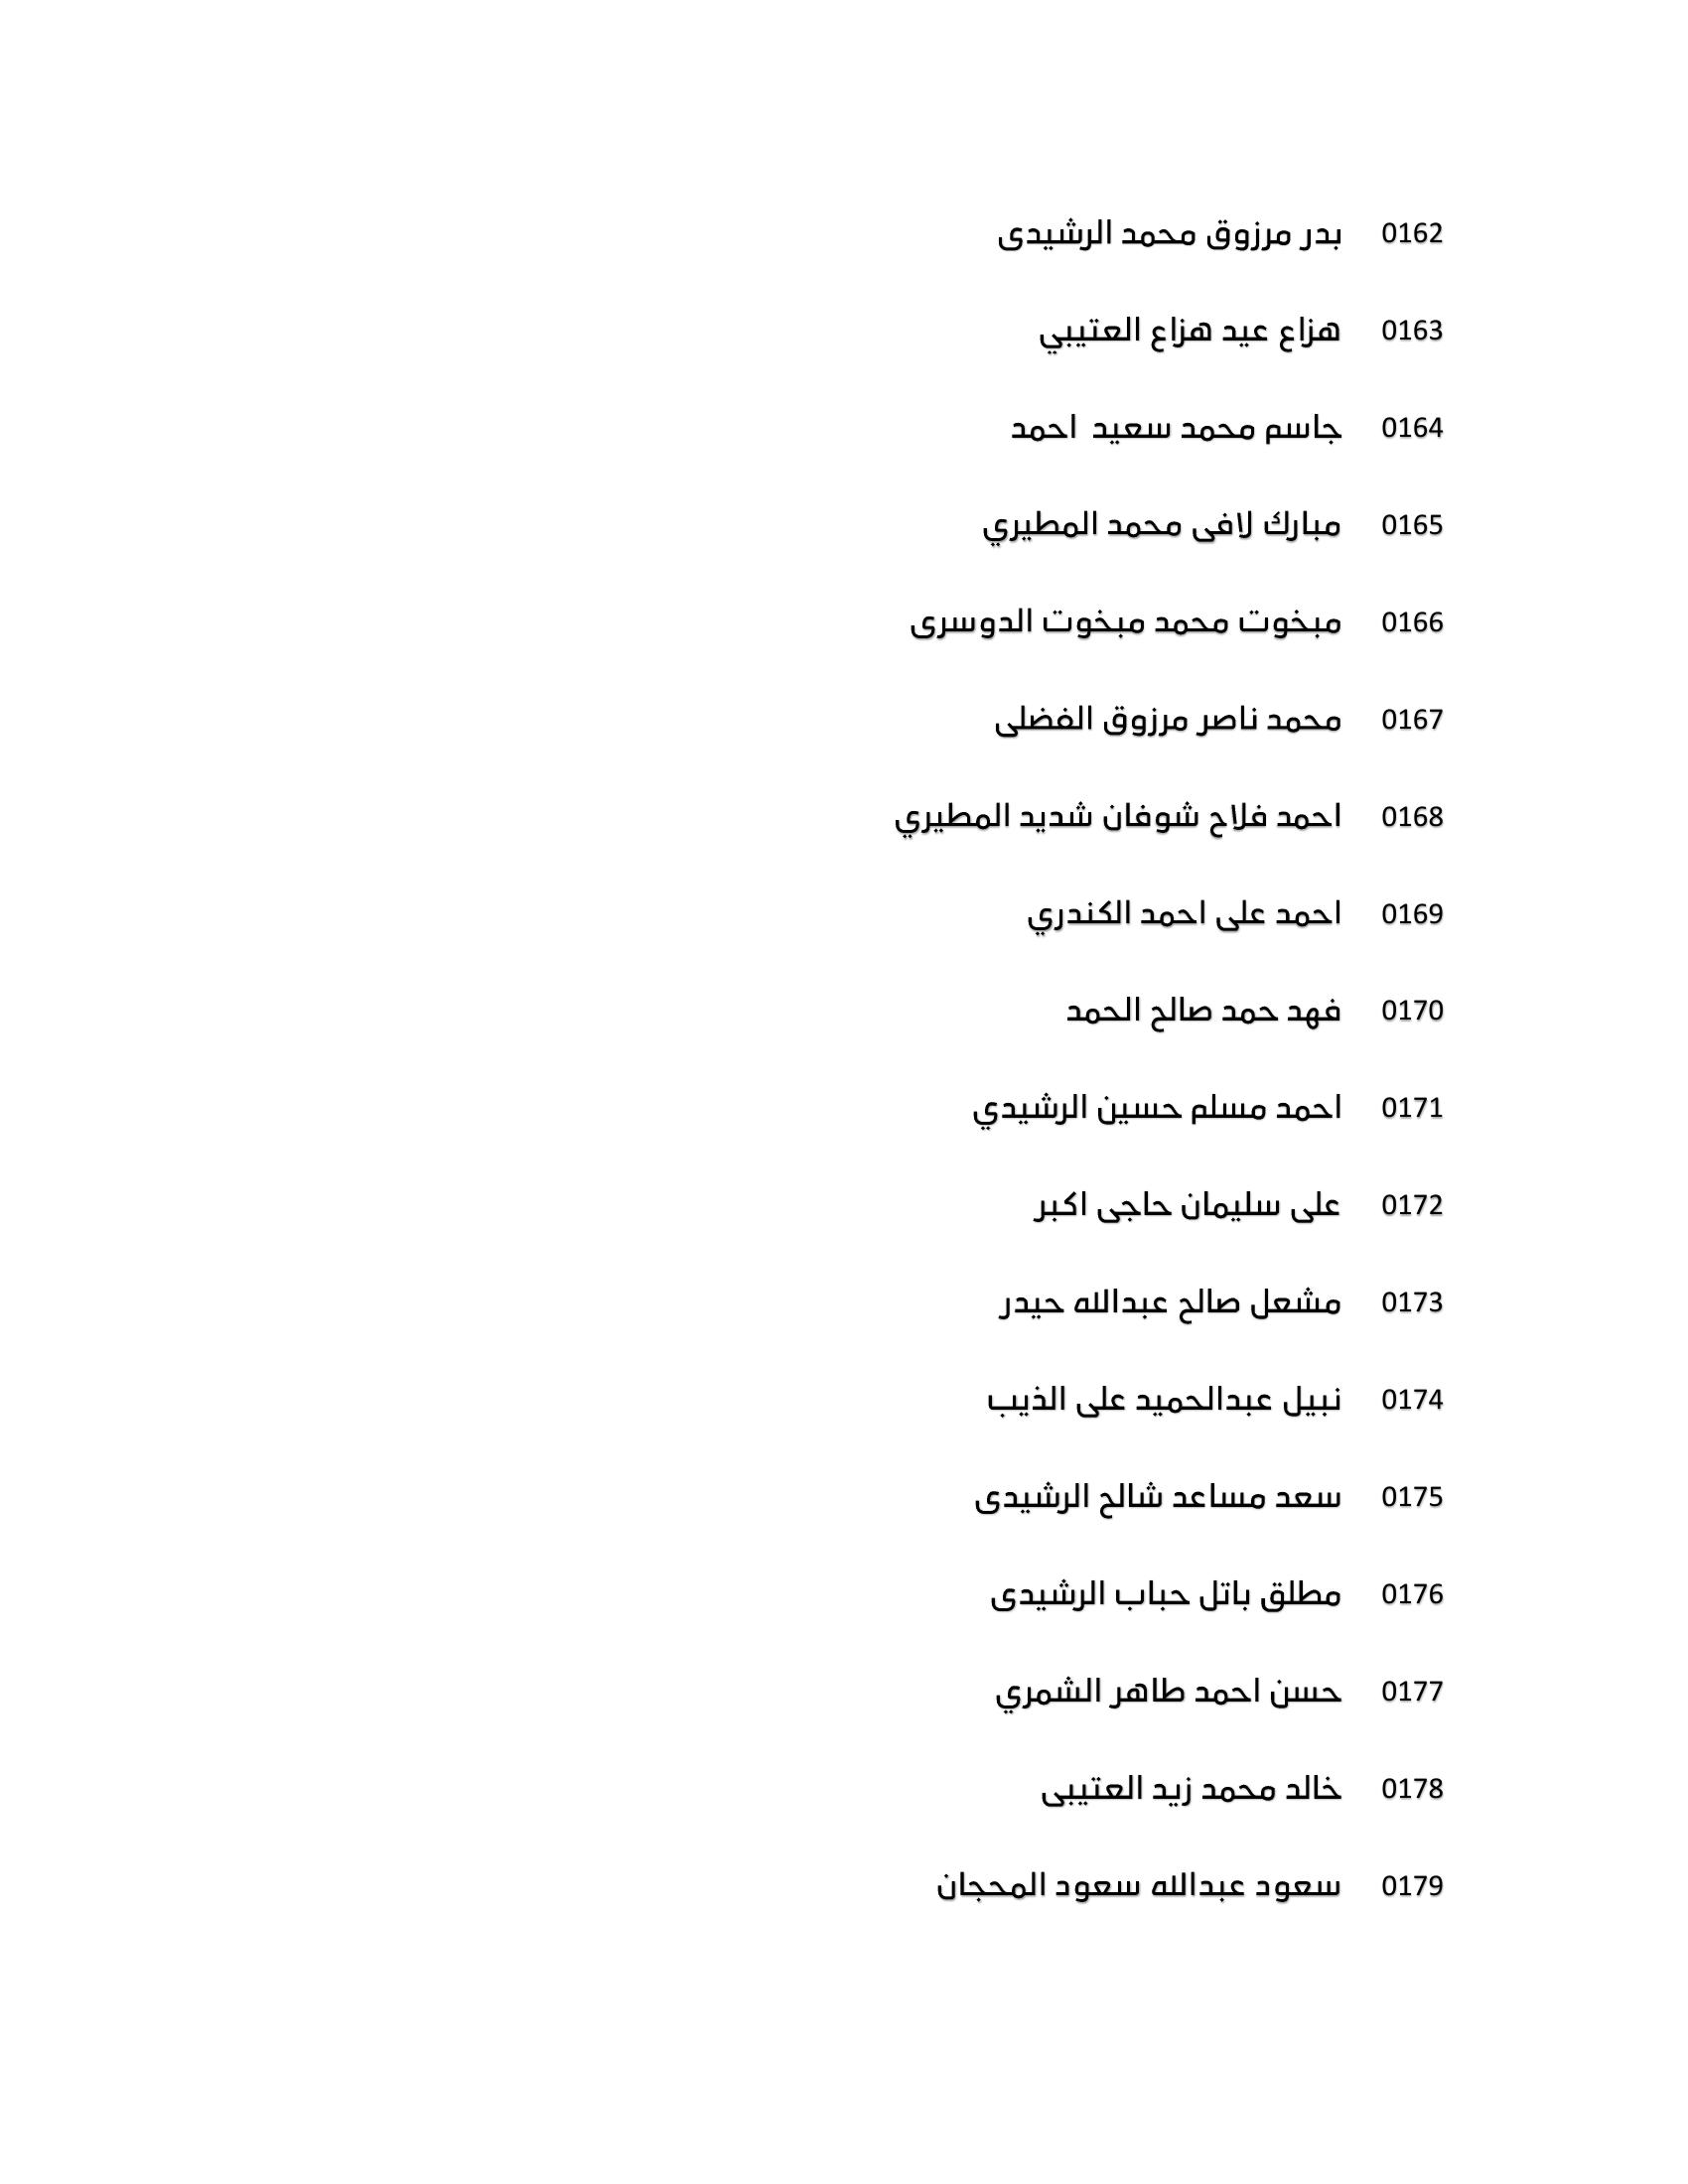 0162 بدر مرزوق محمد الرشيدى
0163 هزاع عيد هزاع العتيبي
0164 جاسم محمد سعيد احمد
0165 مبارك لافى محمد المطيري
0166 مبخوت محمد مبخوت الدوسرى
0167 محمد ناصر مرزوق الفضلى
0168 احمد فلاح شوفان شديد المطيري
0169 احمد على احمد الكندري
0170 فهد حمد صالح الحمد
0171 احمد مسلم حسين الرشيدي
0172 على سليمان حاجى اكبر
0173 مشعل صالح عبدالله حيدر
0174 نبيل عبدالحميد على الذيب
0175 سعد مساعد شالح الرشيدى
0176 مطلق باتل حباب الرشيدى
0177 حسن احمد طاهر الشمري
0178 خالد محمد زيد العتيبى
0179 سعود عبدالله سعود المحجان